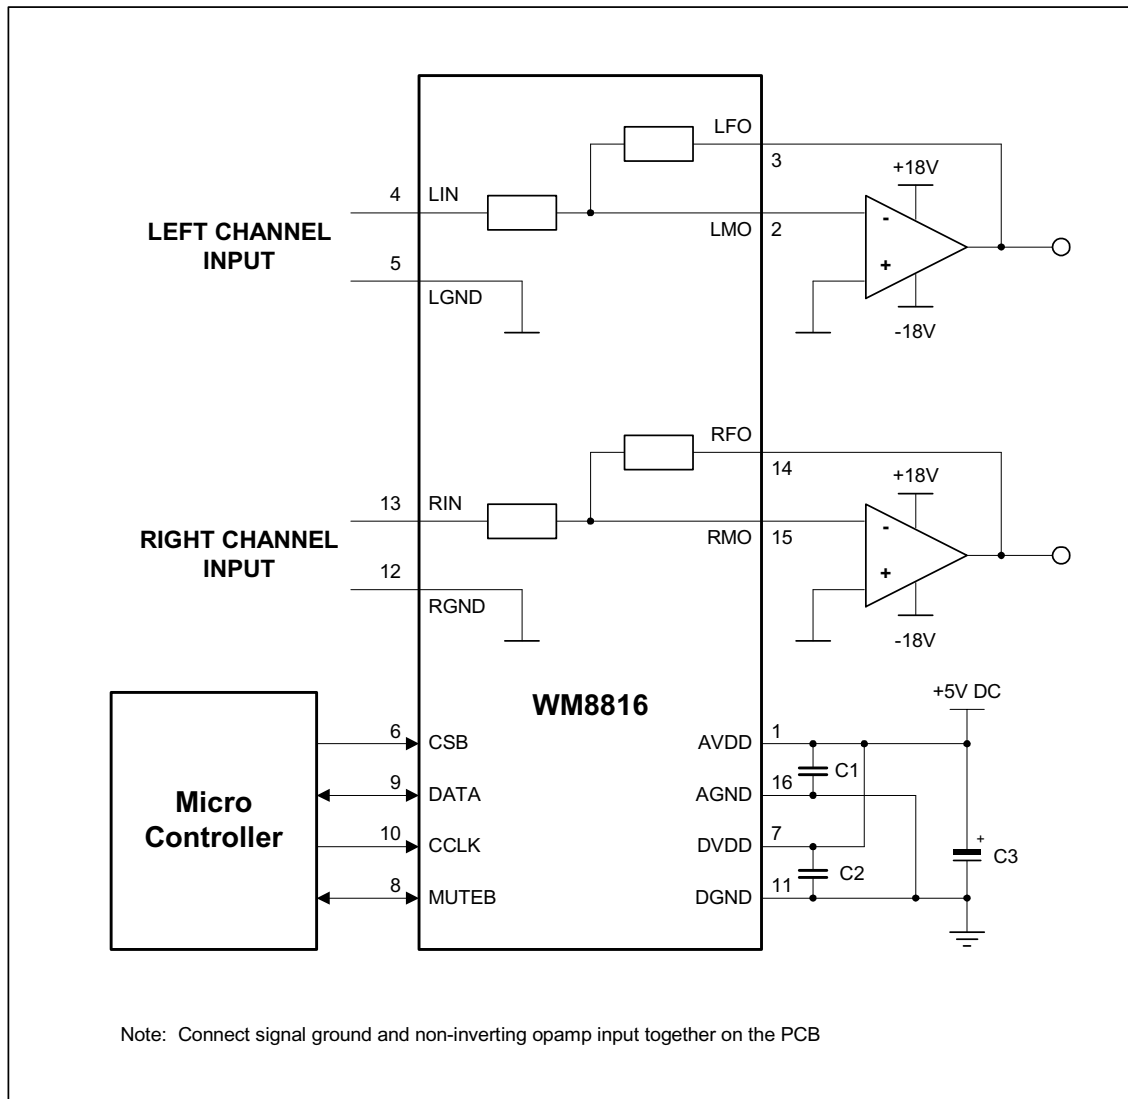 LFO
3
+18V
4
LIN
-
LEFT CHANNEL
INPUT
LMO
2
5
+
LGND
-18V
RFO
14
+18V
13
RIN
-
RIGHT CHANNEL
INPUT
RMO
15
12
+
RGND
-18V
WM8816
+5V DC
6
CSB
AVDD
1
C1
Micro
Controller
9
DATA
AGND
16
10
CCLK
DVDD
7
+
C3
C2
8
MUTEB
DGND
11
Note: Connect signal ground and non-inverting opamp input together on the PCB